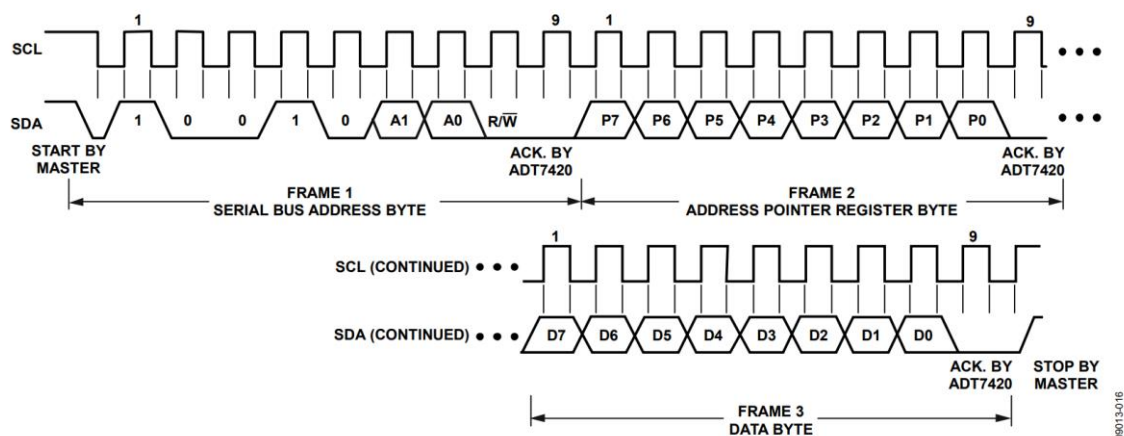 1 9 1 9
SCL
SDA 1 0 0 1 0 A1 A0 R/W̅ P7 P6 P5 P4 P3 P2 P1 P0
START BY ACK. BY ACK. BY
MASTER ADT7420 ADT7420
FRAME 1 FRAME 2
SERIAL BUS ADDRESS BYTE ADDRESS POINTER REGISTER BYTE
1 9
SCL (CONTINUED)
SDA (CONTINUED) D7 D6 D5 D4 D3 D2 D1 D0
ACK. BY STOP BY
ADT7420 MASTER
FRAME 3
DATA BYTE
09013-016